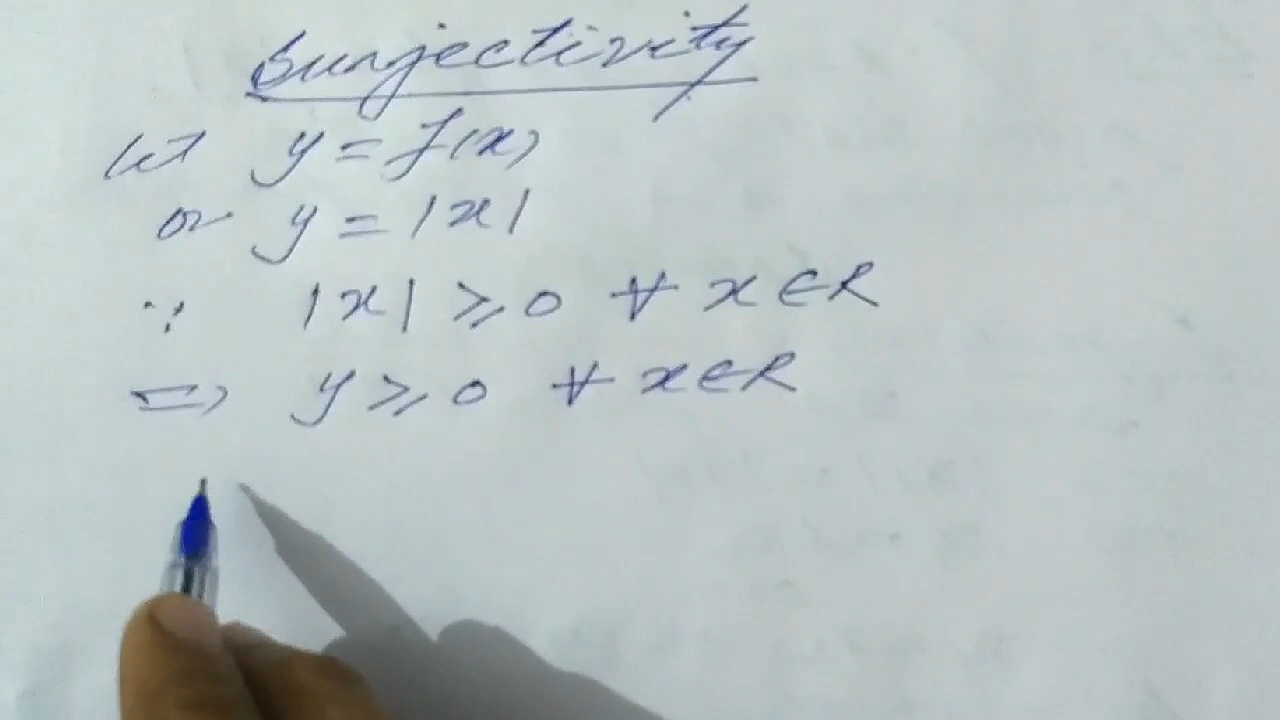 Surjectivity
let y = f(x)
or y = |x|
∵ |x| ⩾ 0 ∀ x ∈ R
⇒ y ⩾ 0 ∀ x ∈ R